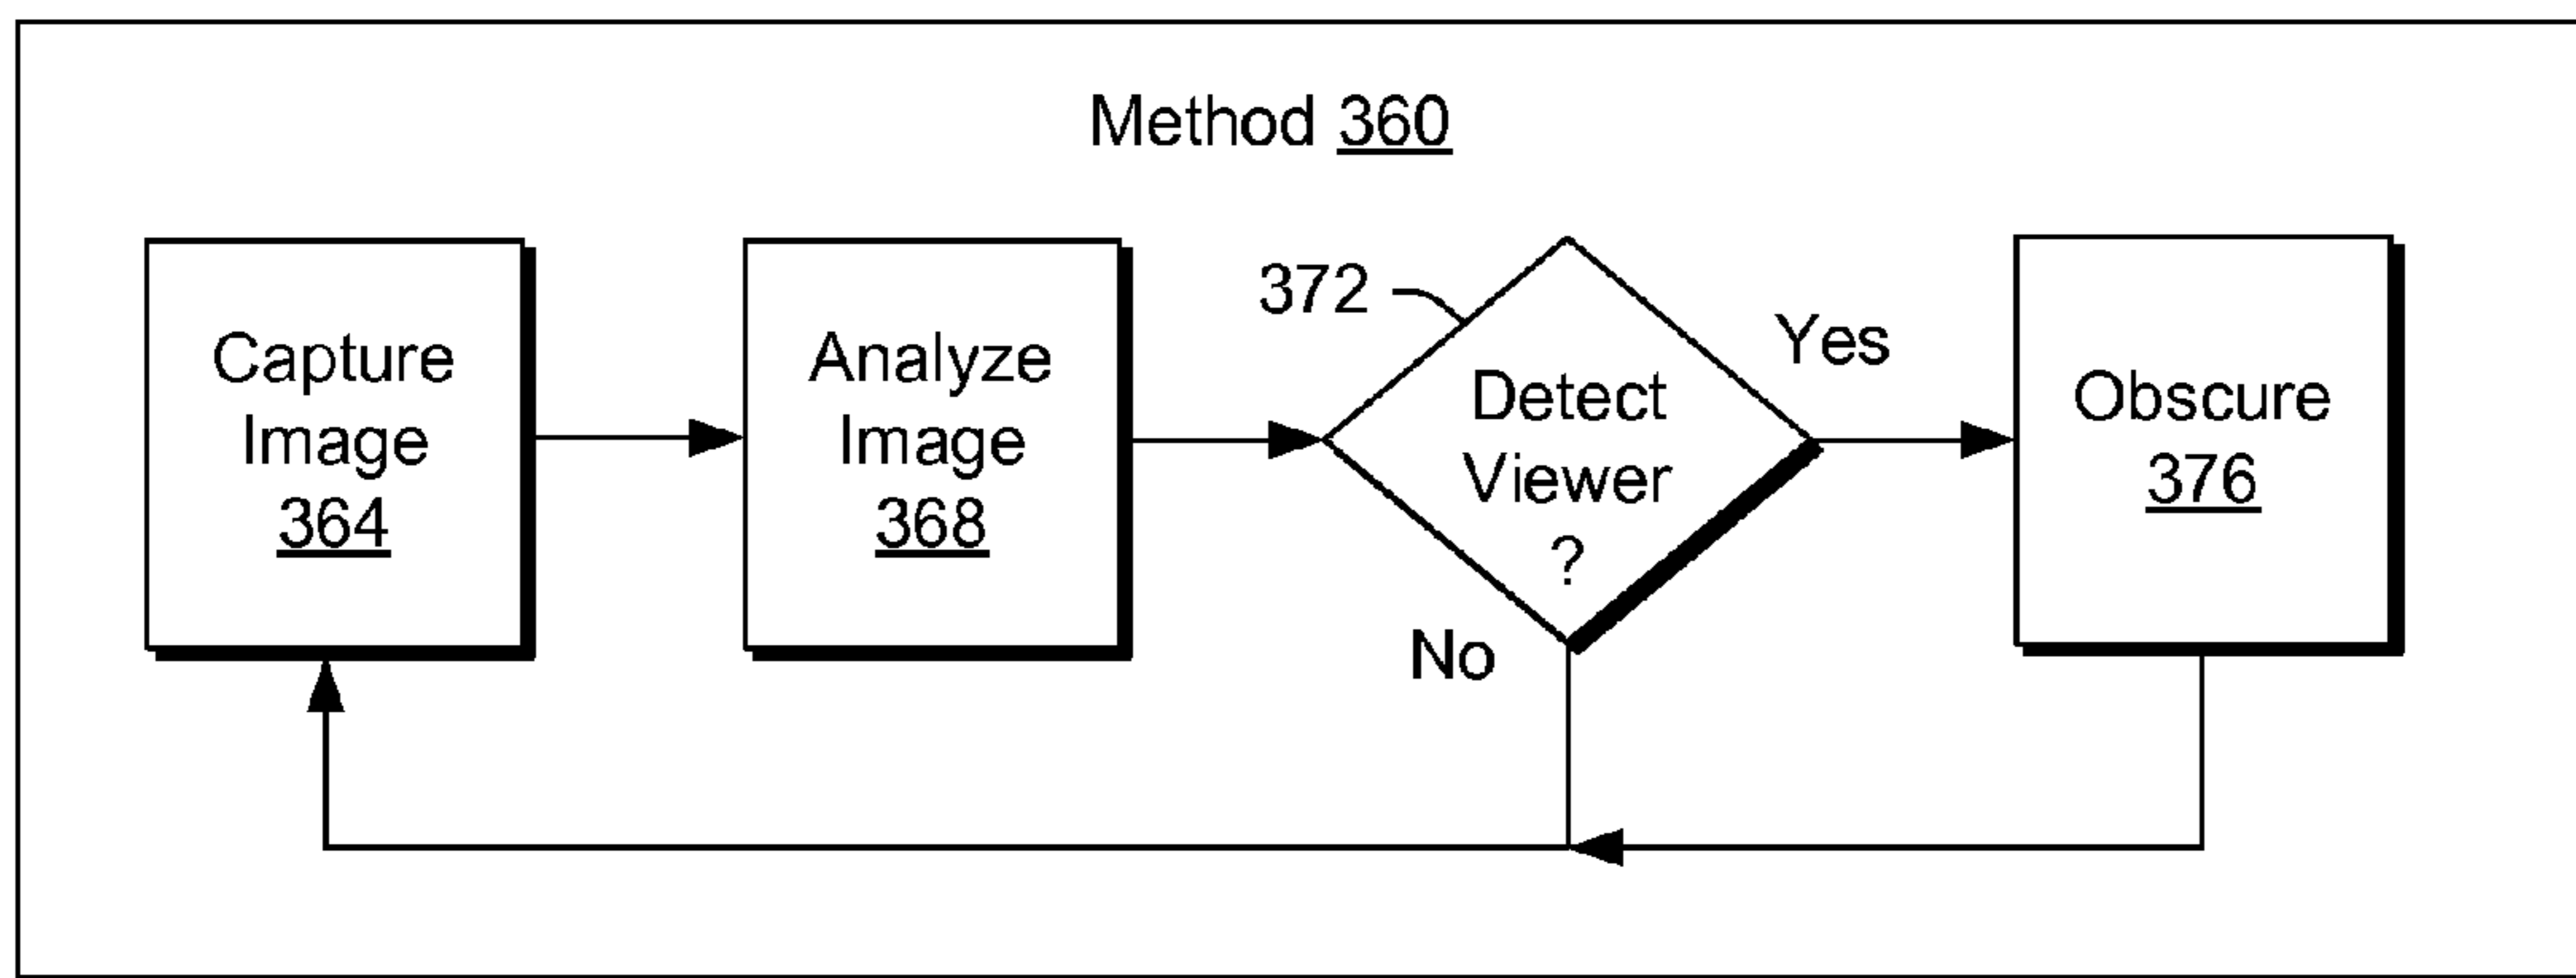 Method 360
Capture
Image
364
Analyze
Image
368
372
Detect
Viewer
?
Yes
No
Obscure
376